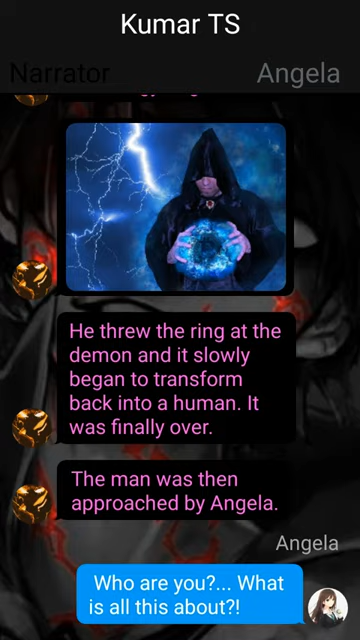 Kumar TS
Narrator
Angela
He threw the ring at the
demon and it slowly
began to transform
back into a human. It
was finally over.
The man was then
approached by Angela.
Angela
Who are you?... What
is all this about?!